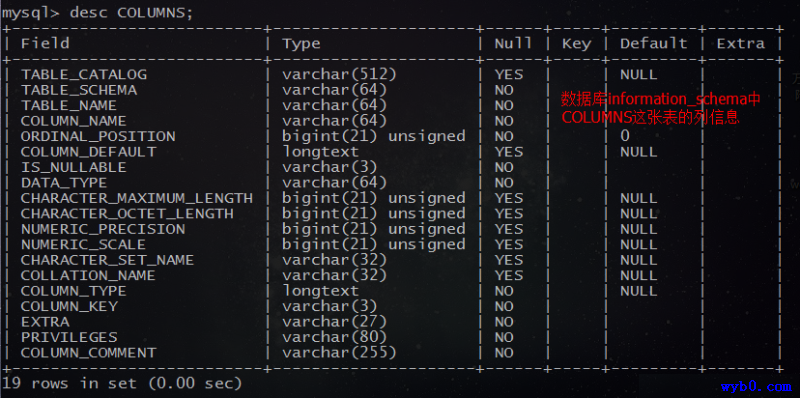 mysql> desc COLUMNS;
+--------------------------+---------------------+------+-----+---------+-------+
| Field                    | Type                | Null | Key | Default | Extra |
+--------------------------+---------------------+------+-----+---------+-------+
| TABLE_CATALOG            | varchar(512)        | YES  |     | NULL    |       |
| TABLE_SCHEMA             | varchar(64)         | NO   |     |         |       |
| TABLE_NAME               | varchar(64)         | NO   |     |         |       |
| COLUMN_NAME              | varchar(64)         | NO   |     |         |       |
| ORDINAL_POSITION         | bigint(21) unsigned | NO   |     | 0       |       |
| COLUMN_DEFAULT           | longtext            | YES  |     | NULL    |       |
| IS_NULLABLE              | varchar(3)          | NO   |     |         |       |
| DATA_TYPE                | varchar(64)         | NO   |     |         |       |
| CHARACTER_MAXIMUM_LENGTH | bigint(21) unsigned | YES  |     | NULL    |       |
| CHARACTER_OCTET_LENGTH   | bigint(21) unsigned | YES  |     | NULL    |       |
| NUMERIC_PRECISION        | bigint(21) unsigned | YES  |     | NULL    |       |
| NUMERIC_SCALE            | bigint(21) unsigned | YES  |     | NULL    |       |
| CHARACTER_SET_NAME       | varchar(32)         | YES  |     | NULL    |       |
| COLLATION_NAME           | varchar(32)         | YES  |     | NULL    |       |
| COLUMN_TYPE              | longtext            | NO   |     | NULL    |       |
| COLUMN_KEY               | varchar(3)          | NO   |     |         |       |
| EXTRA                    | varchar(27)         | NO   |     |         |       |
| PRIVILEGES               | varchar(80)         | NO   |     |         |       |
| COLUMN_COMMENT           | varchar(255)        | NO   |     |         |       |
+--------------------------+---------------------+------+-----+---------+-------+
19 rows in set (0.00 sec)
数据库information_schema中
COLUMNS这张表的列信息
wyb0.com